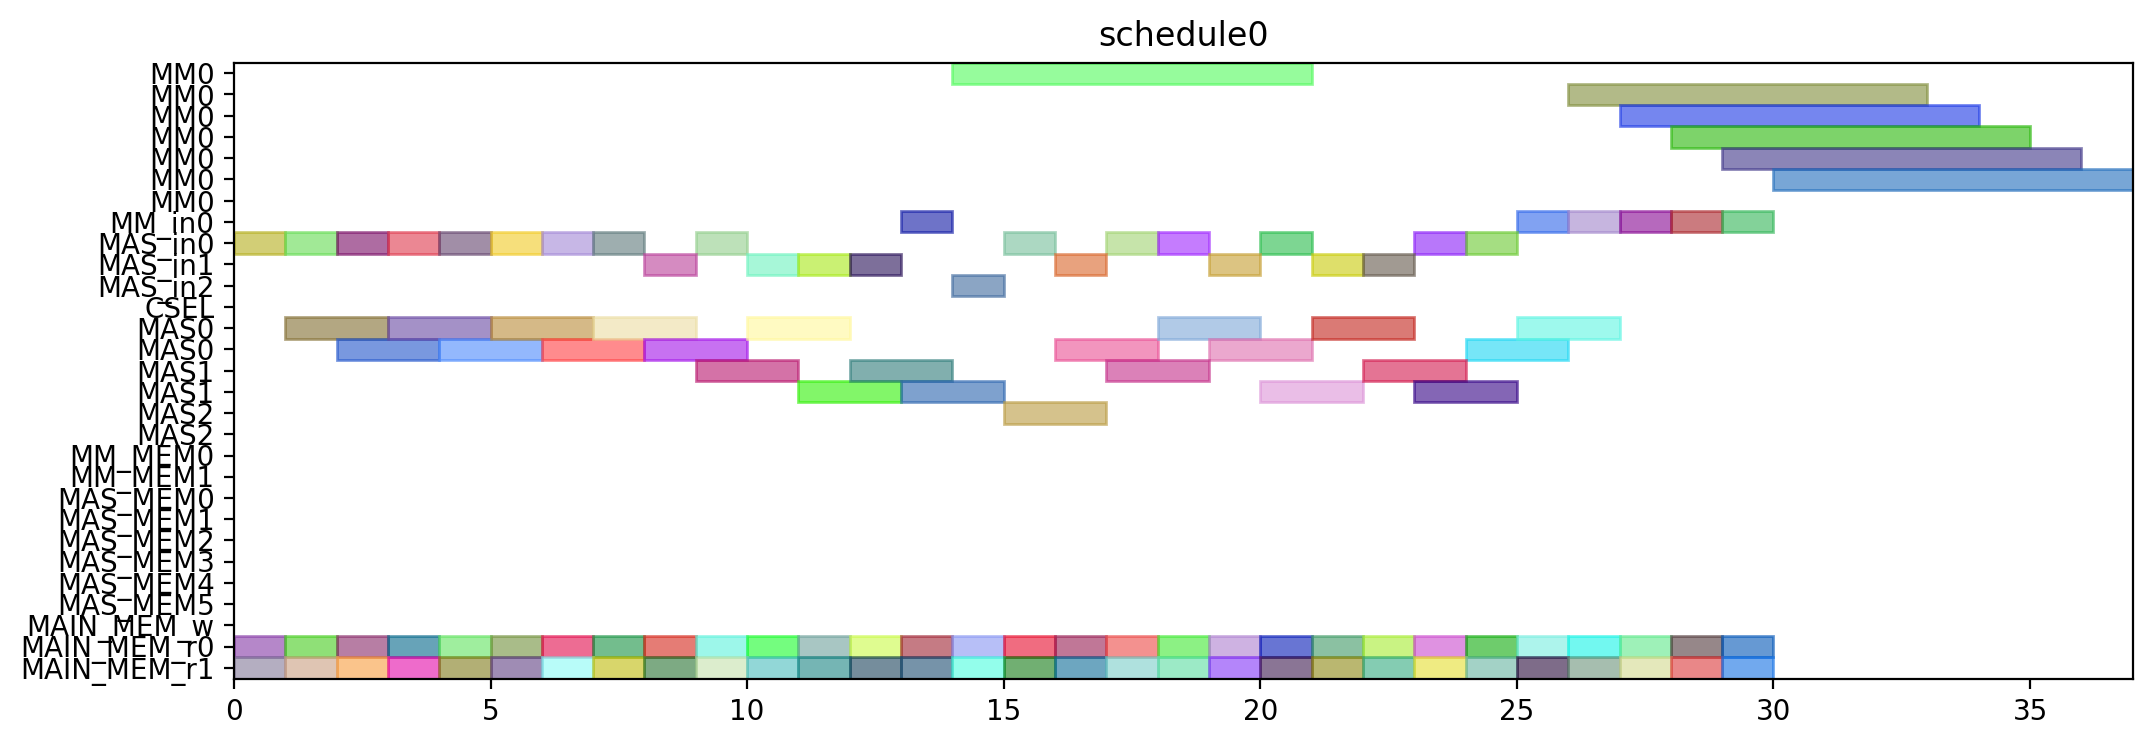 schedule0
MM0
MM0
MM0
MM0
MM0
MM0
MM0
MM_in0
MAS_in0
MAS_in1
MAS_in2
CSEL
MAS0
MAS0
MAS1
MAS1
MAS2
MAS2
MM_MEM0
MM_MEM1
MAS_MEM0
MAS_MEM1
MAS_MEM2
MAS_MEM3
MAS_MEM4
MAS_MEM5
MAIN_MEM_w
MAIN_MEM_r0
MAIN_MEM_r1
0 5 10 15 20 25 30 35